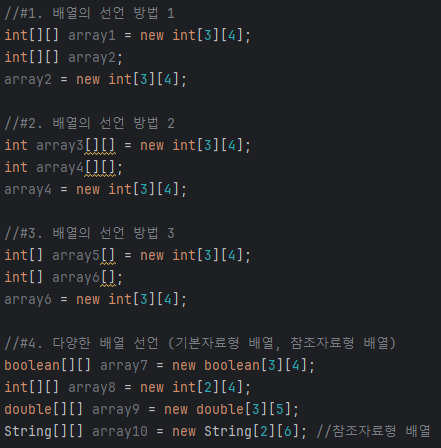 //#1. 배열의 선언 방법 1
int[][] array1 = new int[3][4];
int[][] array2;
array2 = new int[3][4];
//#2. 배열의 선언 방법 2
int array3[][] = new int[3][4];
int array4[][];
array4 = new int[3][4];
//#3. 배열의 선언 방법 3
int[] array5[] = new int[3][4];
int[] array6[];
array6 = new int[3][4];
//#4. 다양한 배열 선언 (기본자료형 배열, 참조자료형 배열)
boolean[][] array7 = new boolean[3][4];
int[][] array8 = new int[2][4];
double[][] array9 = new double[3][5];
String[][] array10 = new String[2][6]; //참조자료형 배열